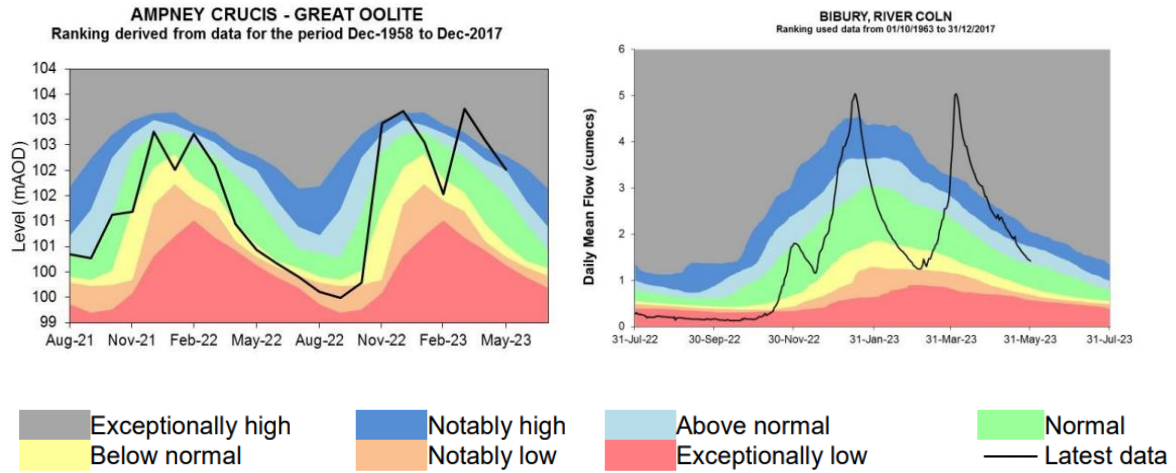 AMPNEY CRUCIS - GREAT OOLITE
Ranking derived from data for the period Dec-1958 to Dec-2017
Level (mAOD)
104
104
103
103
102
102
101
101
100
100
99
Aug-21 Nov-21 Feb-22 May-22 Aug-22 Nov-22 Feb-23 May-23
BIBURY, RIVER COLN
Ranking used data from 01/10/1963 to 31/12/2017
Daily Mean Flow (cumecs)
6
5
4
3
2
1
0
31-Jul-22 30-Sep-22 30-Nov-22 31-Jan-23 31-Mar-23 31-May-23 31-Jul-23
Exceptionally high Notably high Above normal Normal
Below normal Notably low Exceptionally low Latest data